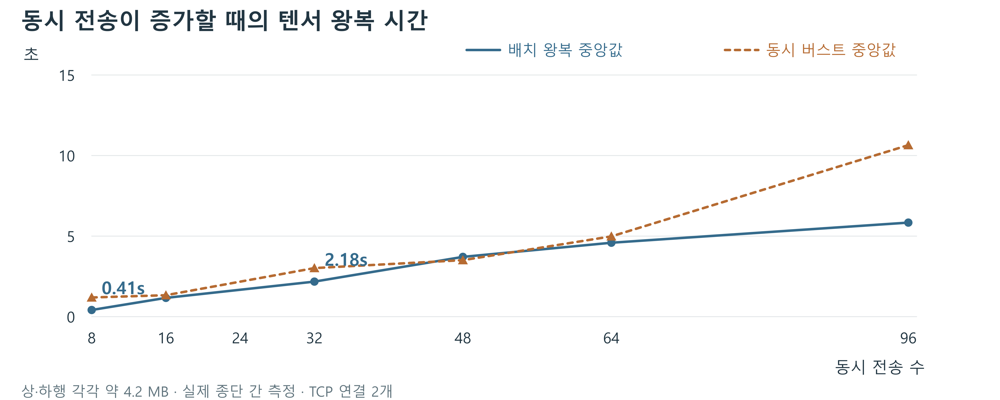 동시 전송이 증가할 때의 텐서 왕복 시간
초
배치 왕복 중앙값
동시 버스트 중앙값
15
10
5
0
0.41s
2.18s
8 16 24 32 48 64 96
동시 전송 수
상·하행 각각 약 4.2 MB · 실제 종단 간 측정 · TCP 연결 2개